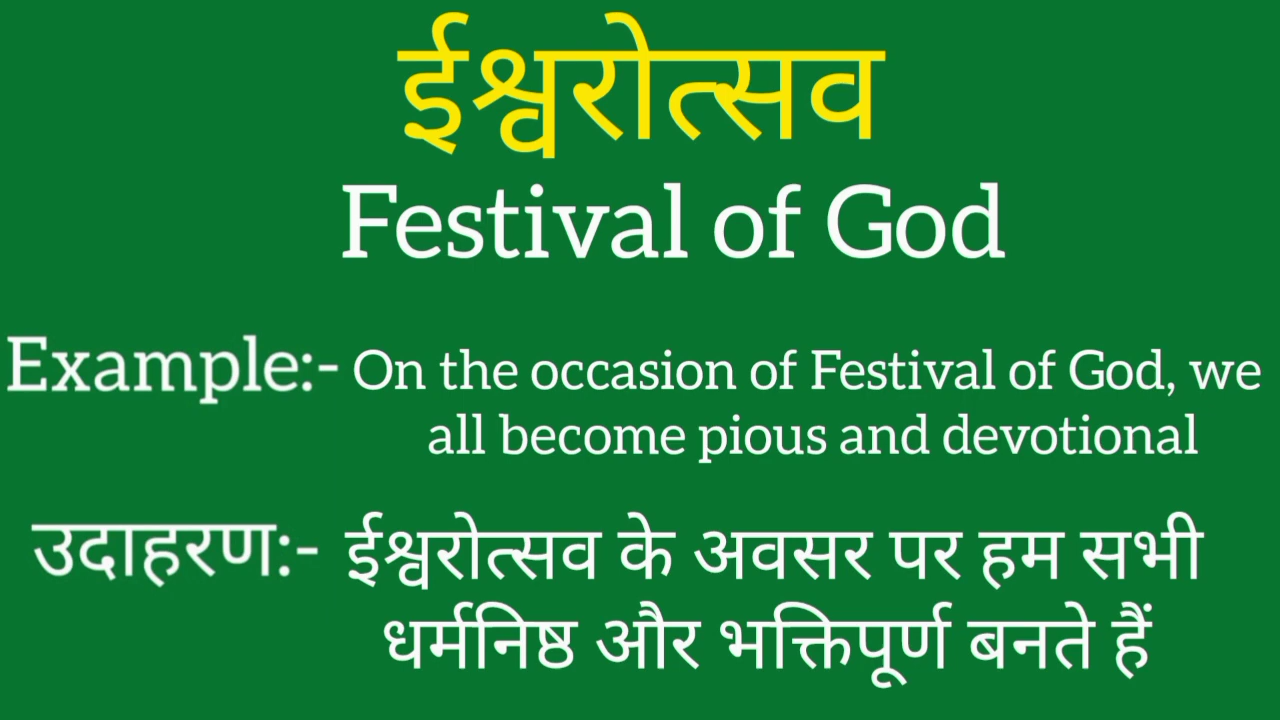 ईश्वरोत्सव
Festival of God
Example:- On the occasion of Festival of God, we
all become pious and devotional
उदाहरण:- ईश्वरोत्सव के अवसर पर हम सभी
धर्मनिष्ठ और भक्तिपूर्ण बनते हैं